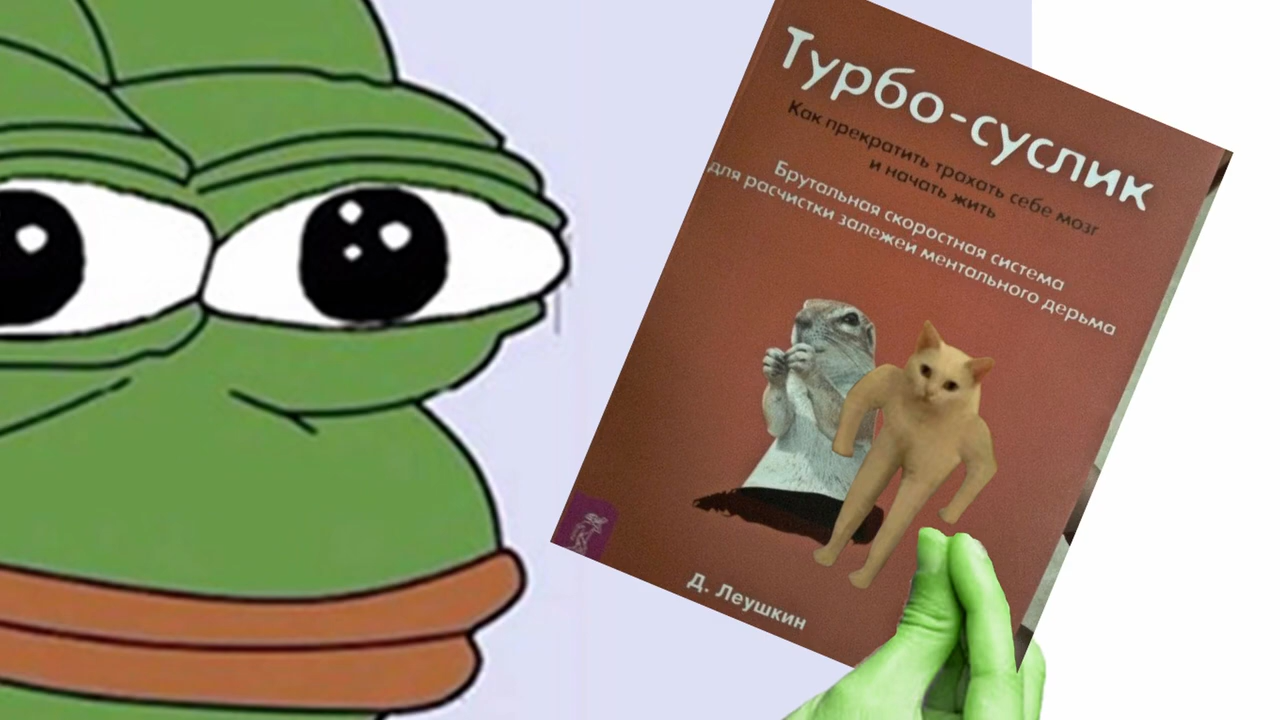 Турбо-суслик
Как прекратить трахать себе мозг
и начать жить
Брутальная скоростная система
для расчистки залежей ментального дерьма
Д. Леушкин